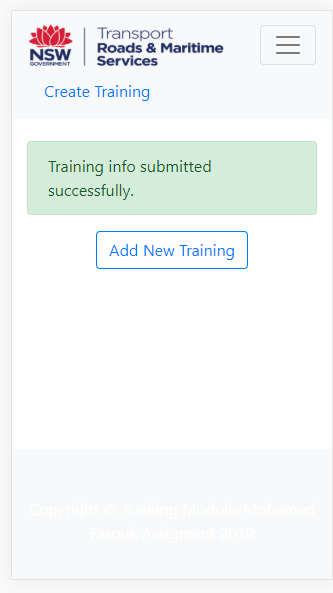 NSW
GOVERNMENT
Transport
Roads & Maritime
Services
Create Training
Training info submitted
successfully.
Add New Training
Copyright © Training Module/Mohamed
Farouk Assigment 2019